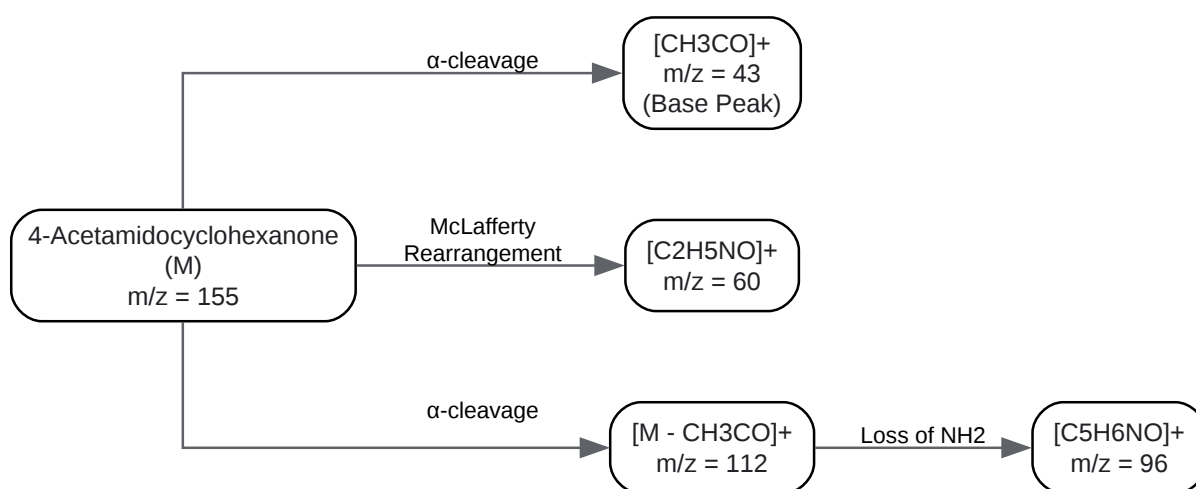 α-cleavage
[CH3CO]+
m/z = 43
(Base Peak)
4-Acetamidocyclohexanone
(M)
m/z = 155
McLafferty
Rearrangement
[C2H5NO]+
m/z = 60
α-cleavage
[M - CH3CO]+
m/z = 112
Loss of NH2
[C5H6NO]+
m/z = 96